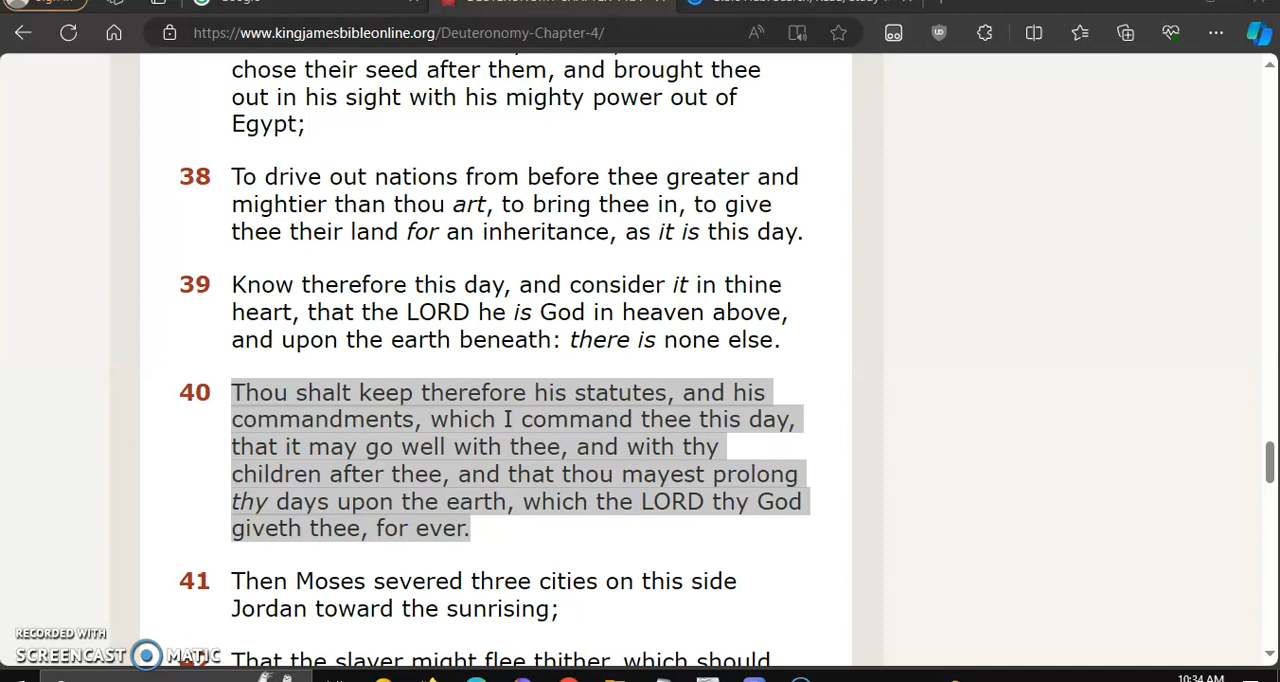 https://www.kingjamesbibleonline.org/Deuteronomy-Chapter-4/
chose their seed after them, and brought thee
out in his sight with his mighty power out of
Egypt;
38 To drive out nations from before thee greater and
mightier than thou art, to bring thee in, to give
thee their land for an inheritance, as it is this day.
39 Know therefore this day, and consider it in thine
heart, that the LORD he is God in heaven above,
and upon the earth beneath: there is none else.
40 Thou shalt keep therefore his statutes, and his
commandments, which I command thee this day,
that it may go well with thee, and with thy
children after thee, and that thou mayest prolong
thy days upon the earth, which the LORD thy God
giveth thee, for ever.
41 Then Moses severed three cities on this side
Jordan toward the sunrising;
That the slayer might flee thither, which should
RECORDED WITH
SCREENCAST MATIC
10:34 AM